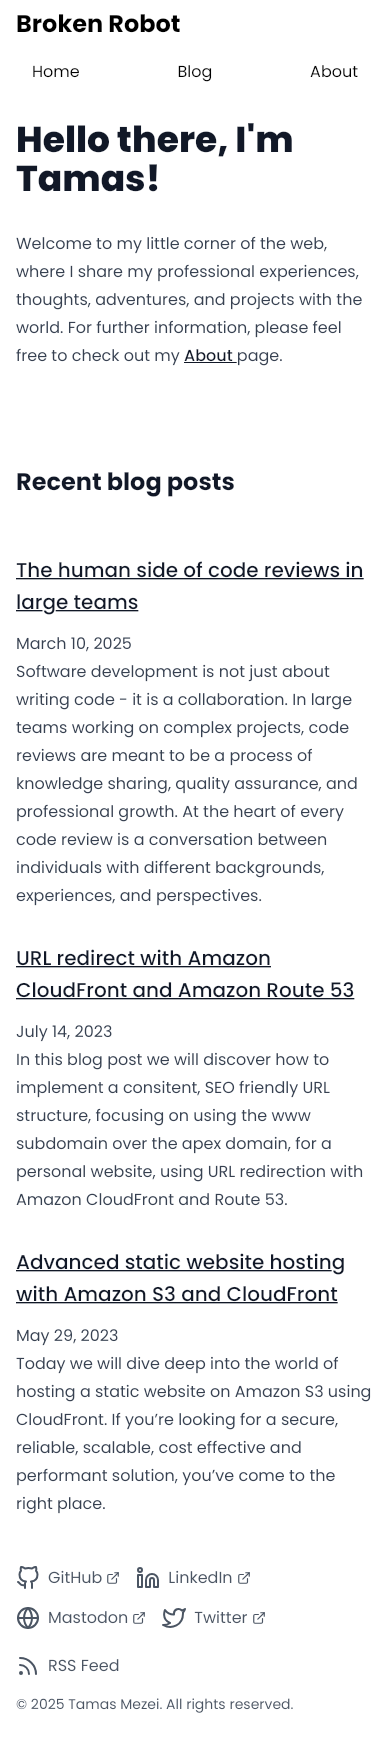 Broken Robot
Home Blog About
Hello there, I'm
Tamas!
Welcome to my little corner of the web,
where I share my professional experiences,
thoughts, adventures, and projects with the
world. For further information, please feel
free to check out my About page.
Recent blog posts
The human side of code reviews in
large teams
March 10, 2025
Software development is not just about
writing code - it is a collaboration. In large
teams working on complex projects, code
reviews are meant to be a process of
knowledge sharing, quality assurance, and
professional growth. At the heart of every
code review is a conversation between
individuals with different backgrounds,
experiences, and perspectives.
URL redirect with Amazon
CloudFront and Amazon Route 53
July 14, 2023
In this blog post we will discover how to
implement a consitent, SEO friendly URL
structure, focusing on using the www
subdomain over the apex domain, for a
personal website, using URL redirection with
Amazon CloudFront and Route 53.
Advanced static website hosting
with Amazon S3 and CloudFront
May 29, 2023
Today we will dive deep into the world of
hosting a static website on Amazon S3 using
CloudFront. If you’re looking for a secure,
reliable, scalable, cost effective and
performant solution, you’ve come to the
right place.
GitHub LinkedIn
Mastodon Twitter
RSS Feed
© 2025 Tamas Mezei. All rights reserved.